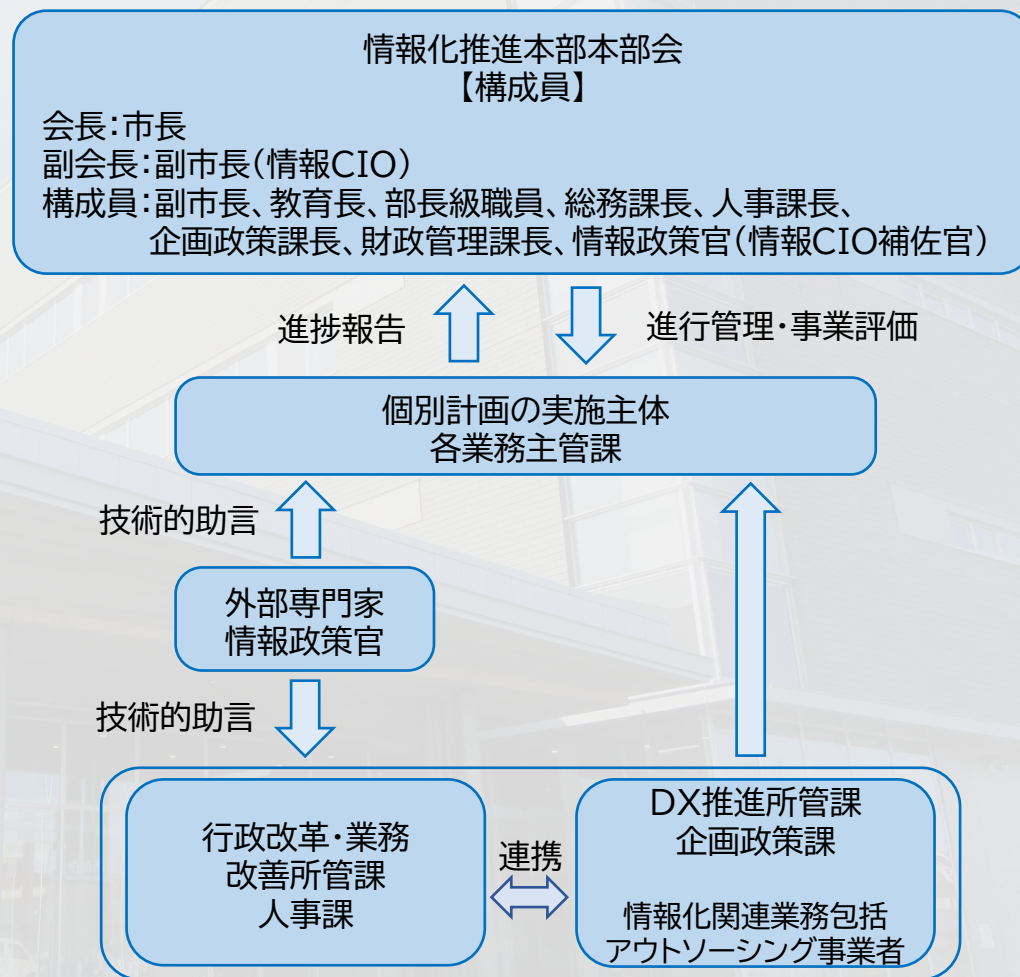 情報化推進本部本部会
【構成員】
会長：市長
副会長：副市長（情報CIO）
構成員：副市長、教育長、部長級職員、総務課長、人事課長、
企画政策課長、財政管理課長、情報政策官（情報CIO補佐官）
進捗報告
進行管理・事業評価
個別計画の実施主体
各業務主管課
技術的助言
外部専門家
情報政策官
技術的助言
行政改革・業務
改善所管課
人事課
連携
DX推進所管課
企画政策課
情報化関連業務包括
アウトソーシング事業者